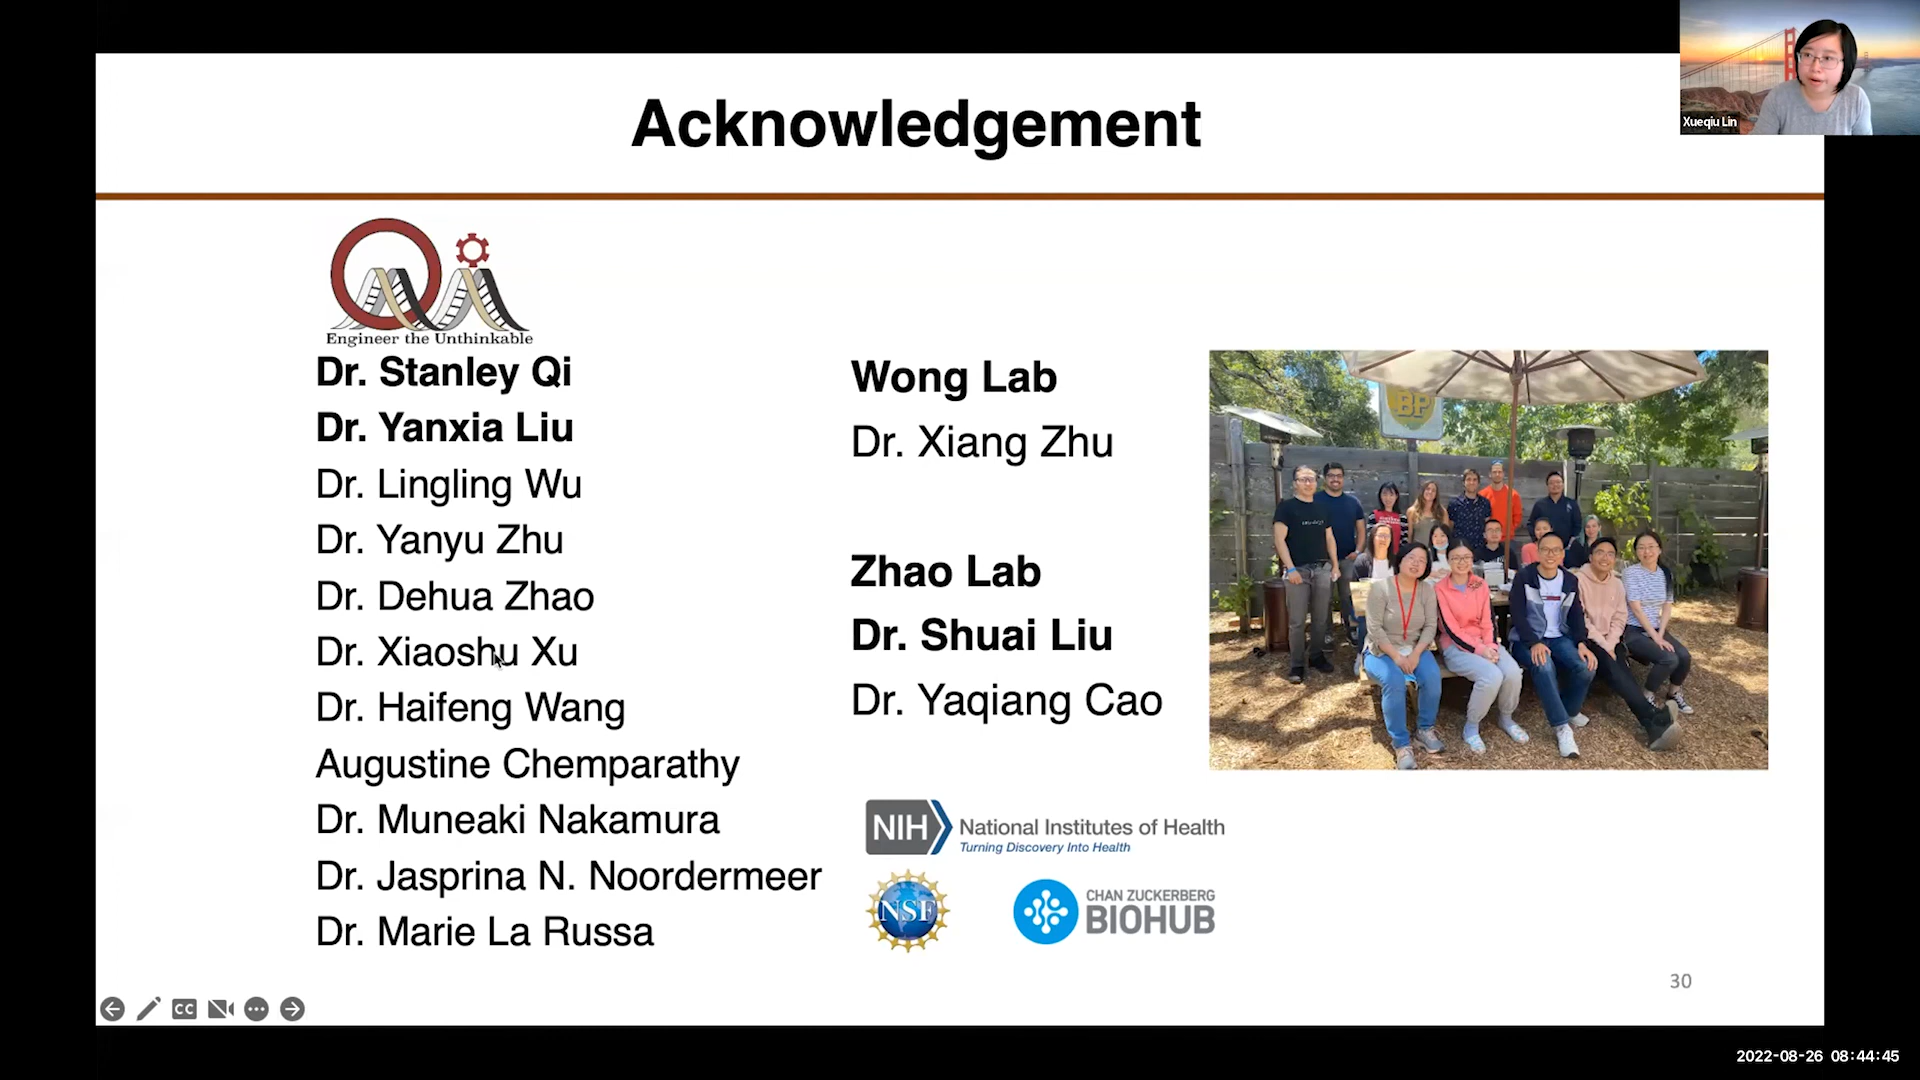 Acknowledgement
Xueqiu Lin
Engineer the Unthinkable
Dr. Stanley Qi
Dr. Yanxia Liu
Dr. Lingling Wu
Dr. Yanyu Zhu
Dr. Dehua Zhao
Dr. Xiaoshu Xu
Dr. Haifeng Wang
Augustine Chemparathy
Dr. Muneaki Nakamura
Dr. Jasprina N. Noordermeer
Dr. Marie La Russa
Wong Lab
Dr. Xiang Zhu
Zhao Lab
Dr. Shuai Liu
Dr. Yaqiang Cao
BP
NIH National Institutes of Health
Turning Discovery Into Health
NSF
CHAN ZUCKERBERG
BIOHUB
30
CC
2022-08-26 08:44:45